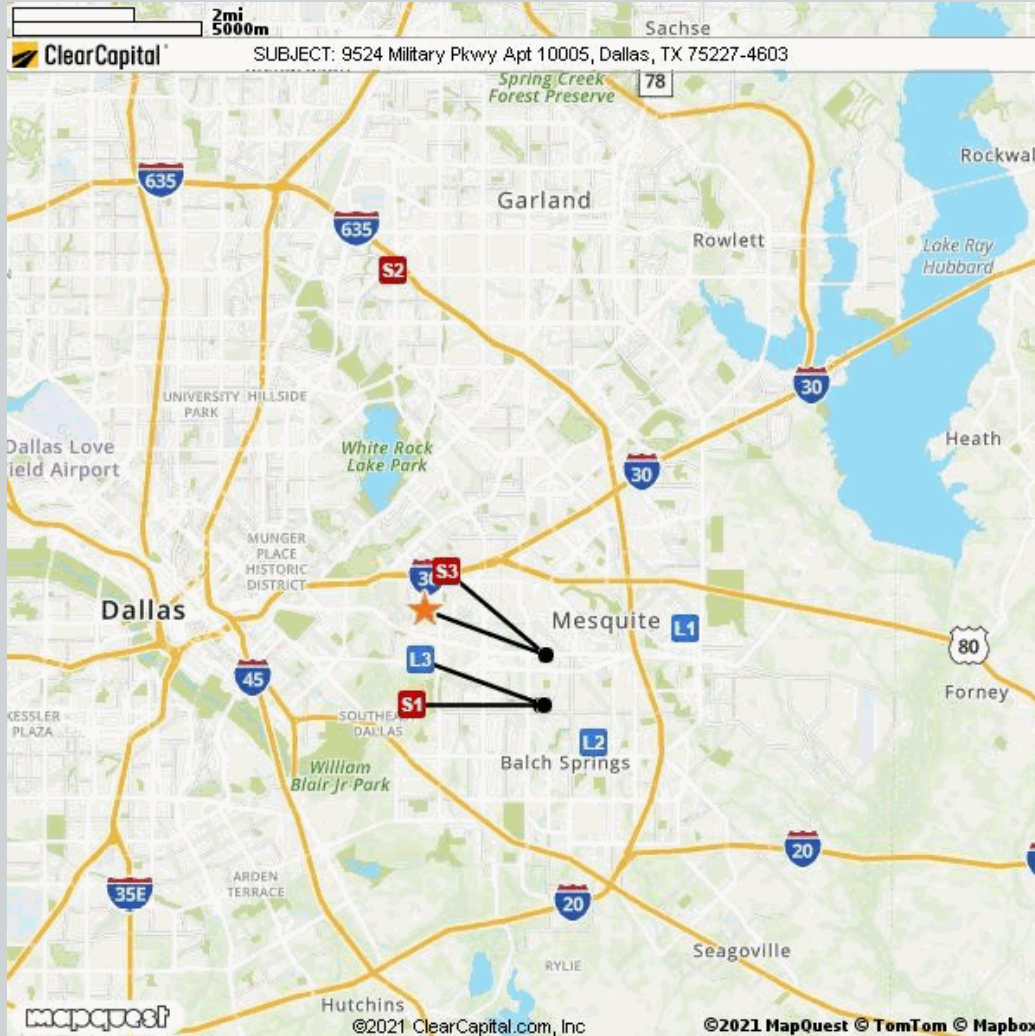 2mi
5000m
ClearCapital
SUBJECT: 9524 Military Pkwy Apt 10005, Dallas, TX 75227-4603
Sachse
78
Spring Creek
Forest Preserve
Rockwal
635
Garland
635
Rowlett
Lake Ray
Hubbard
S2
30
UNIVERSITY
PARK
HILLSIDE
Dallas Love
ield Airport
White Rock
Lake Park
Heath
30
MUNGER
PLACE
HISTORIC
DISTRICT
30
S3
Dallas
Mesquite
L1
80
L3
45
Forney
KESSLER
PLAZA
S1
SOUTHEA
DALLAS
L2
Balch Springs
William
Blair Jr Park
20
35E
ARDEN
TERRACE
20
Seagoville
RYLIE
Hutchins
mapquest
©2021 ClearCapital.com, Inc
©2021 MapQuest © TomTom © Mapbo